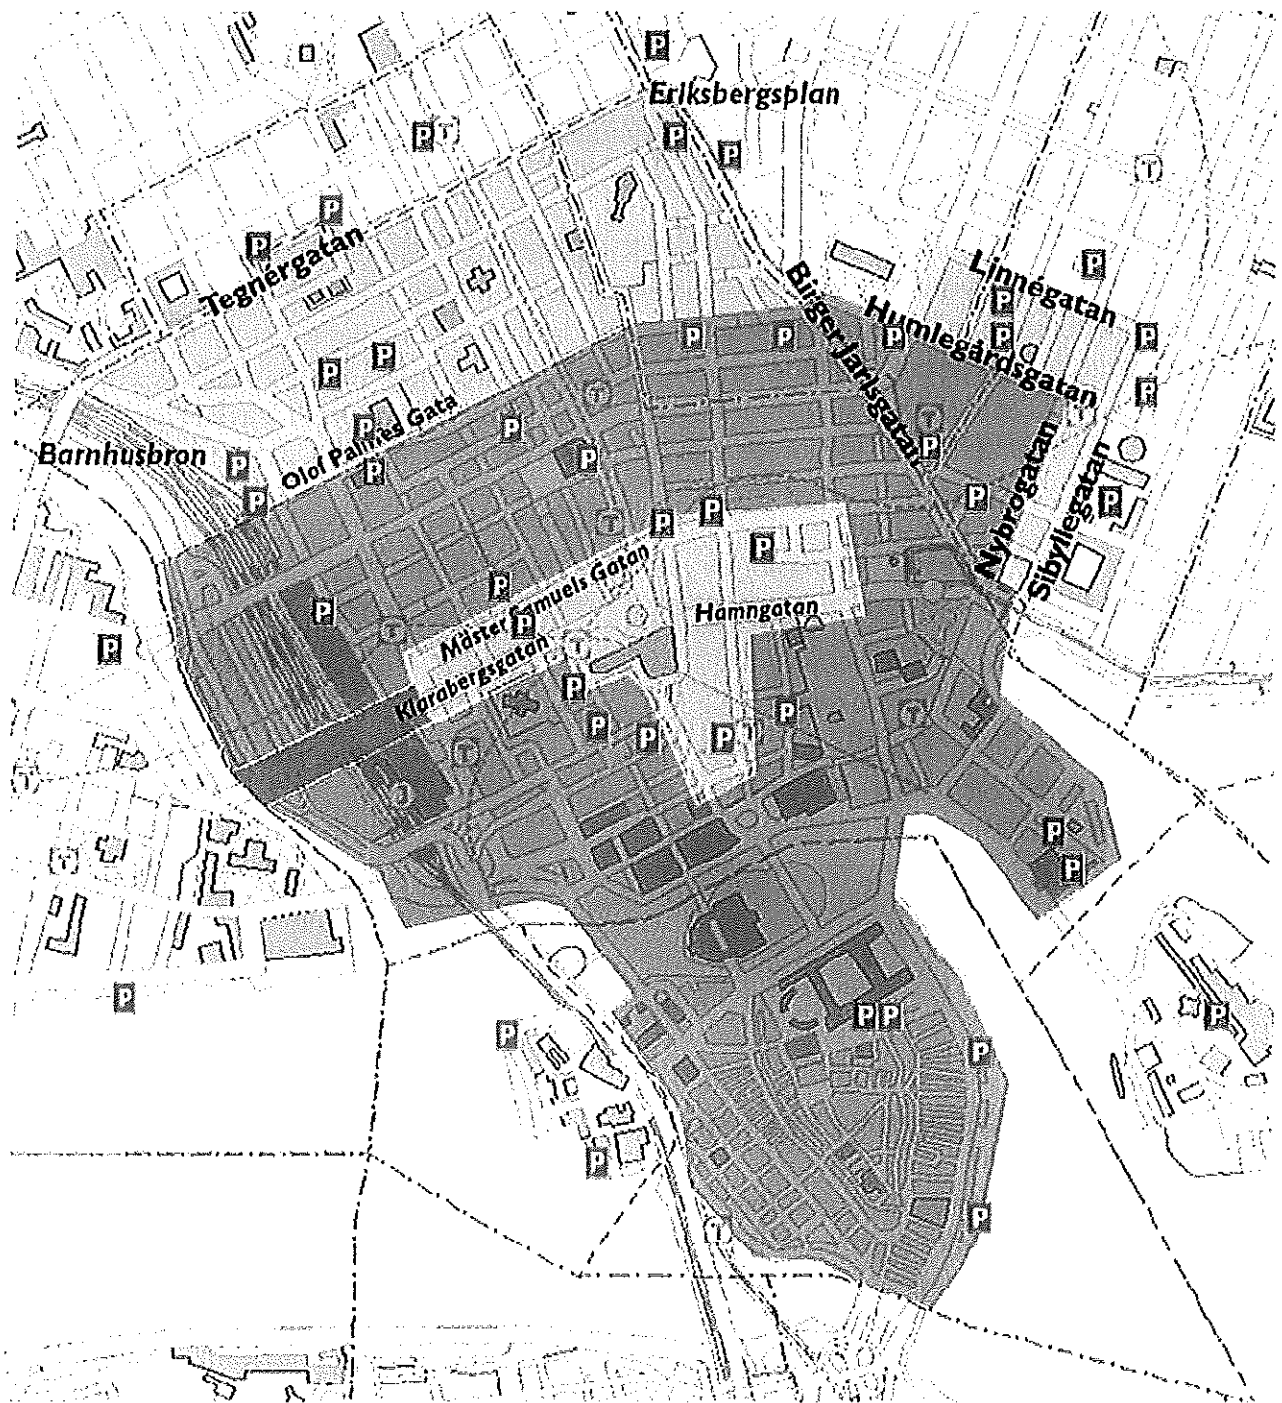 P
Eriksbergsplan
P T
P
P
T
P
P
Tegnérgatan
P
Linnégatan
P
Birger Jarlsgatan
Humlegårdsgatan
P
P
P
P
P
P
P
P
T
P
Olof Palmes Gata
P
P
T
P
Barnhusbron
P
P
P
P
P
Nybrogatan
Sibyllegatan
P
P
T
P
P
P
Mäster Samuels Gatan
P
P
Hamngatan
P
T
P
T
Klarabergsgatan
P
P
P
P
P
T
T
T
T
T
P
P
P
P
P
P
P
P
P
P
T